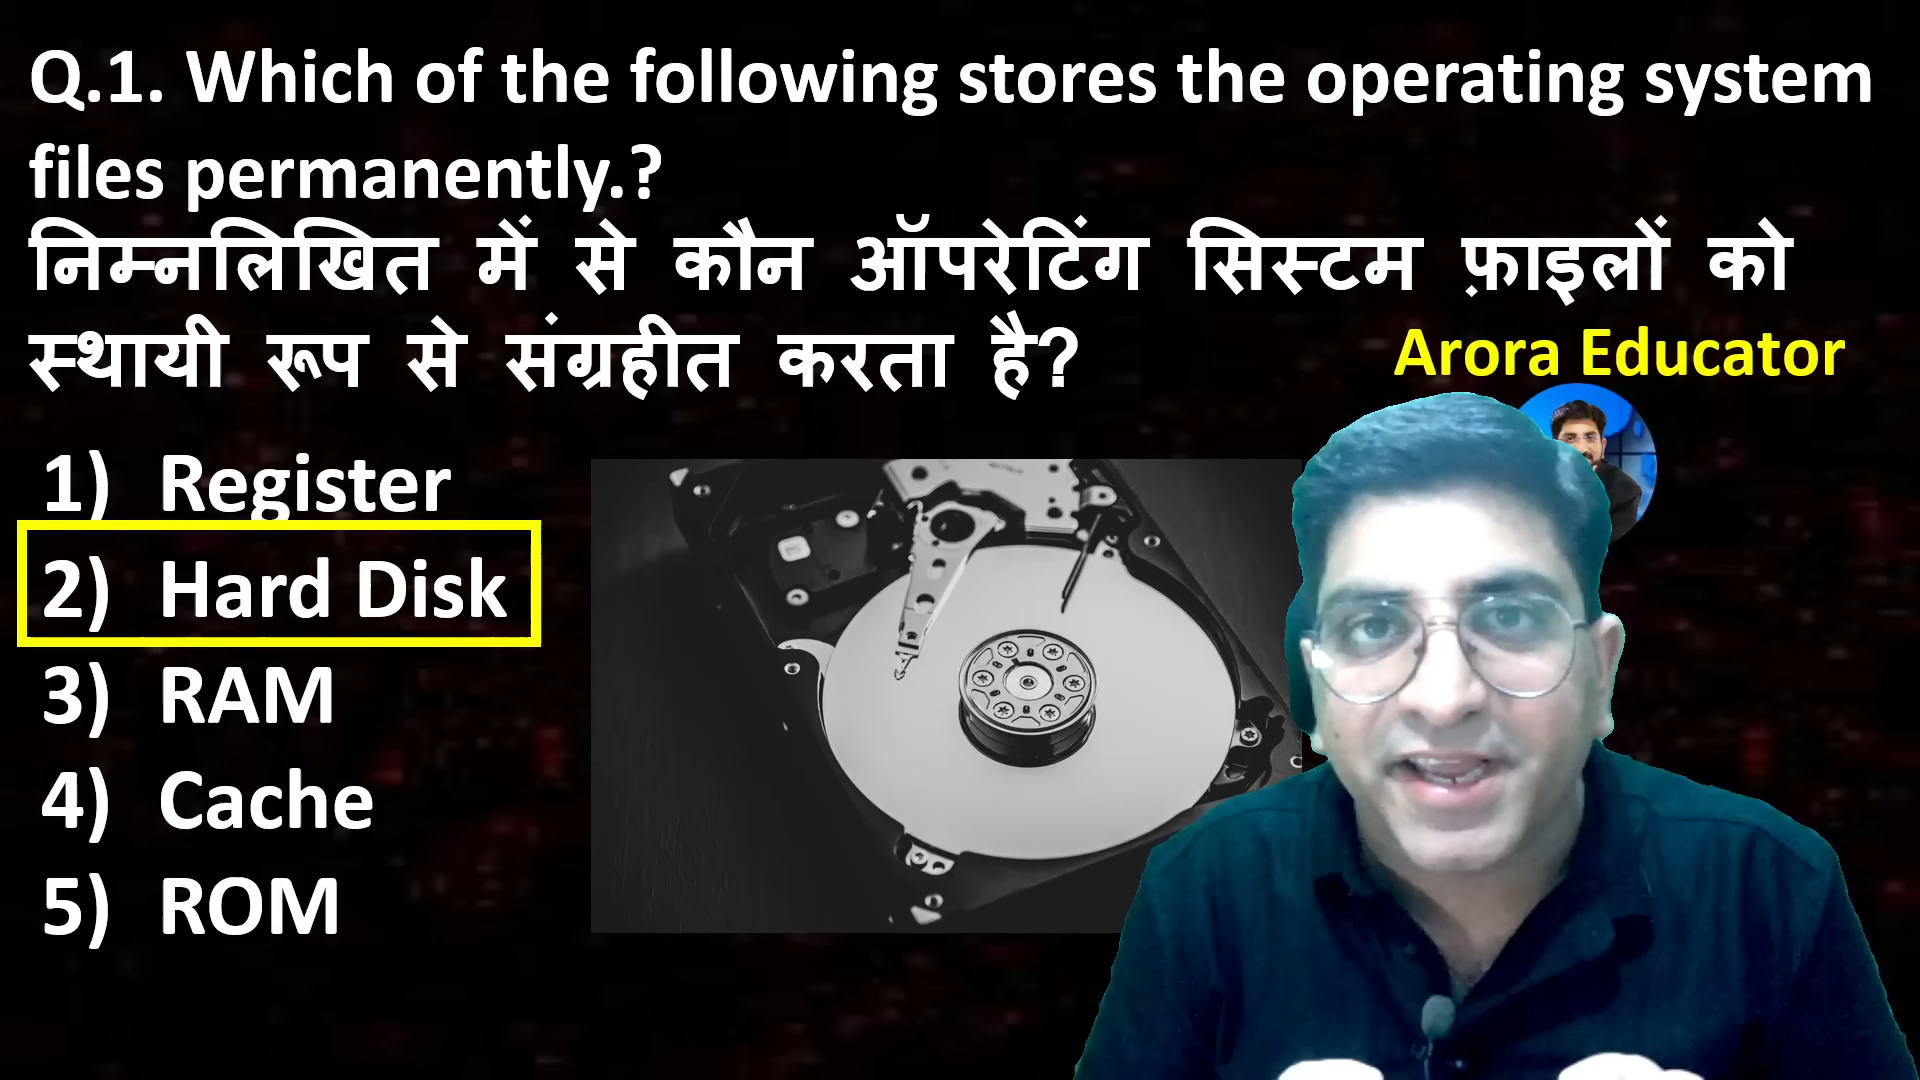 Q.1. Which of the following stores the operating system
files permanently.?
निम्नलिखित में से कौन ऑपरेटिंग सिस्टम फ़ाइलों को
स्थायी रूप से संग्रहीत करता है?
Arora Educator
1) Register
2) Hard Disk
3) RAM
4) Cache
5) ROM